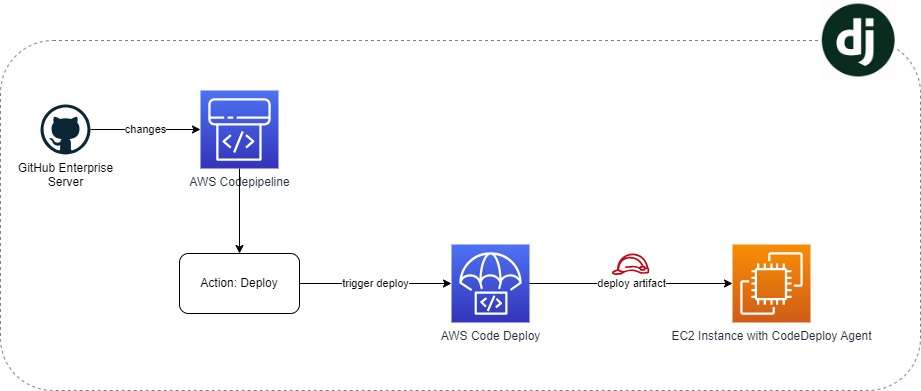 dj
changes
GitHub Enterprise
Server
AWS Codepipeline
Action: Deploy
trigger deploy
AWS Code Deploy
deploy artifact
EC2 Instance with CodeDeploy Agent